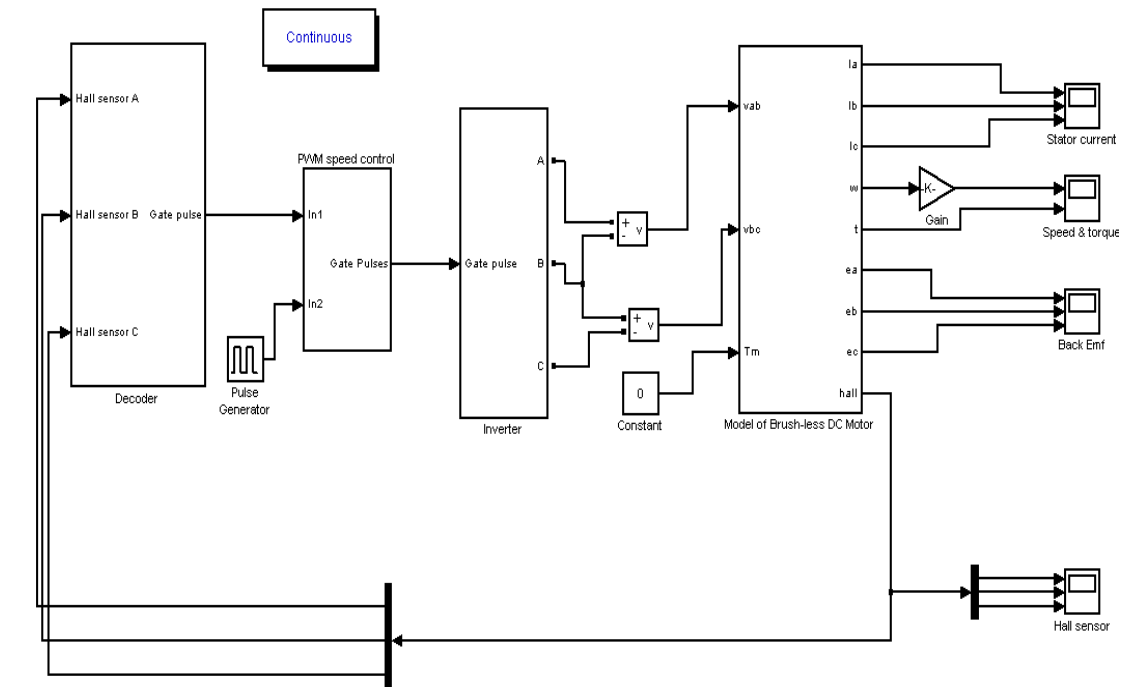 Continuous
Hall sensor A
Hall sensor B
Gate pulse
Hall sensor C
Decoder
PWM speed control
In1
Gate Pulses
In2
Pulse
Generator
Gate pulse
A
B
C
Inverter
+
-
v
+
-
v
0
Constant
vab
vbc
Tm
Ia
Ib
Ic
w
t
ea
eb
ec
hall
Model of Brush-less DC Motor
-K-
Gain
Stator current
Speed & torque
Back Emf
Hall sensor